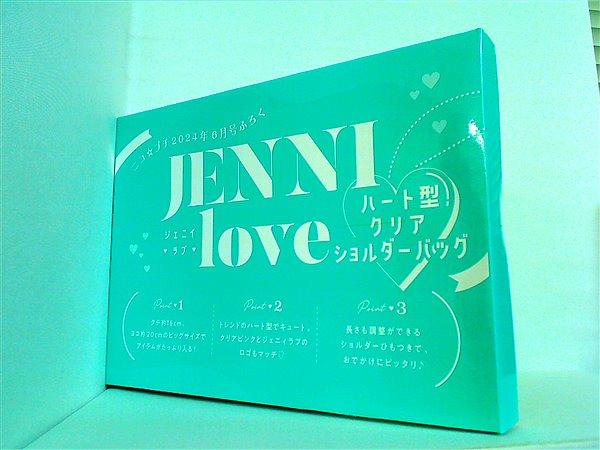 ニコ☆プチ2024年6月号ふろく
JENNI
love
ジェニィ
♥ラブ♥
ハート型!
クリア
ショルダーバッグ
Point ♥ 1
タテ約16cm、
ヨコ約20cmのビッグサイズで
アイテムがたっぷり入る!
Point ♥ 2
トレンドのハート型でキュート。
クリアピンクとジェニィラブの
ロゴもマッチ♡
Point ♥ 3
長さも調整ができる
ショルダーひもつきで、
おでかけにピッタリ♪